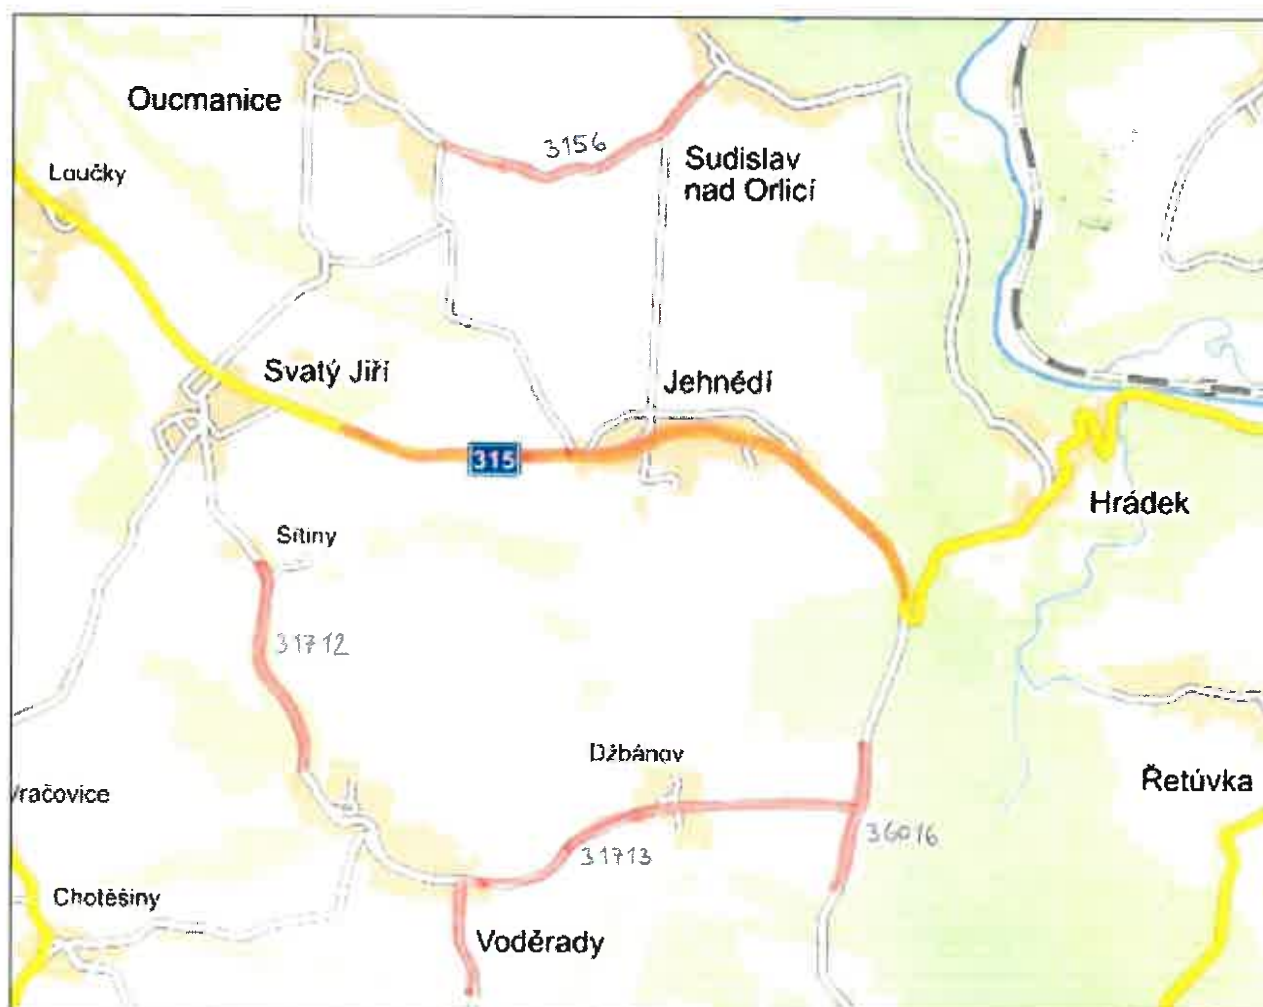 Oucmanice
3156
Sudislav
nad Orlicí
Loučky
Svatý Jiří
Jehnědí
315
Hrádek
Sítiny
31712
Džbánov
Řetůvka
Vračovice
36016
31713
Chotěšiny
Voděrady